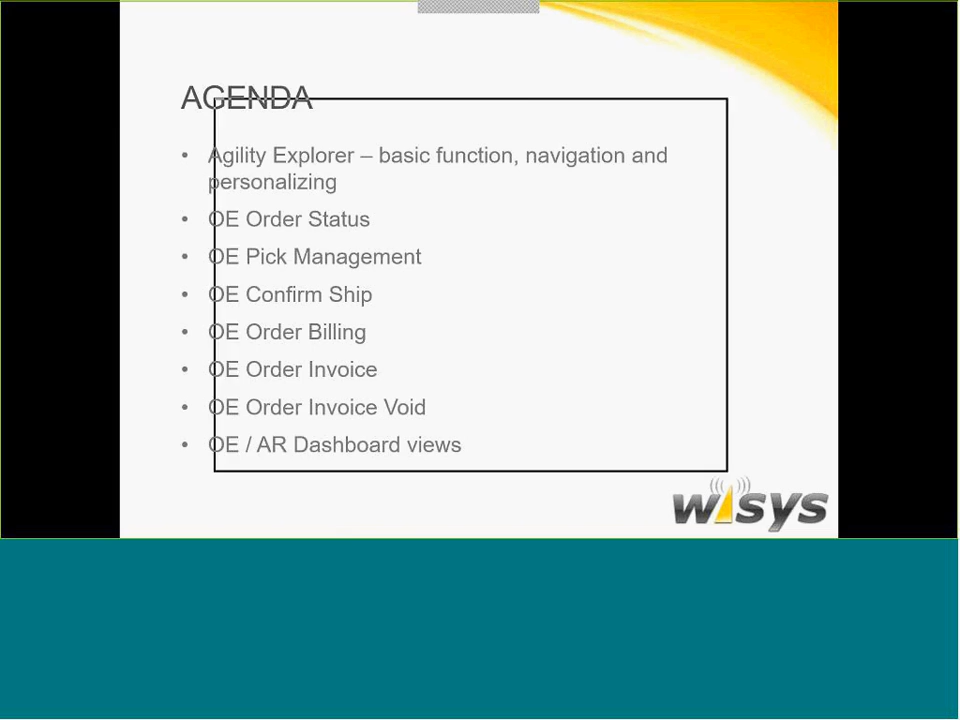 AGENDA
• Agility Explorer – basic function, navigation and
personalizing
• OE Order Status
• OE Pick Management
• OE Confirm Ship
• OE Order Billing
• OE Order Invoice
• OE Order Invoice Void
• OE / AR Dashboard views
wisys